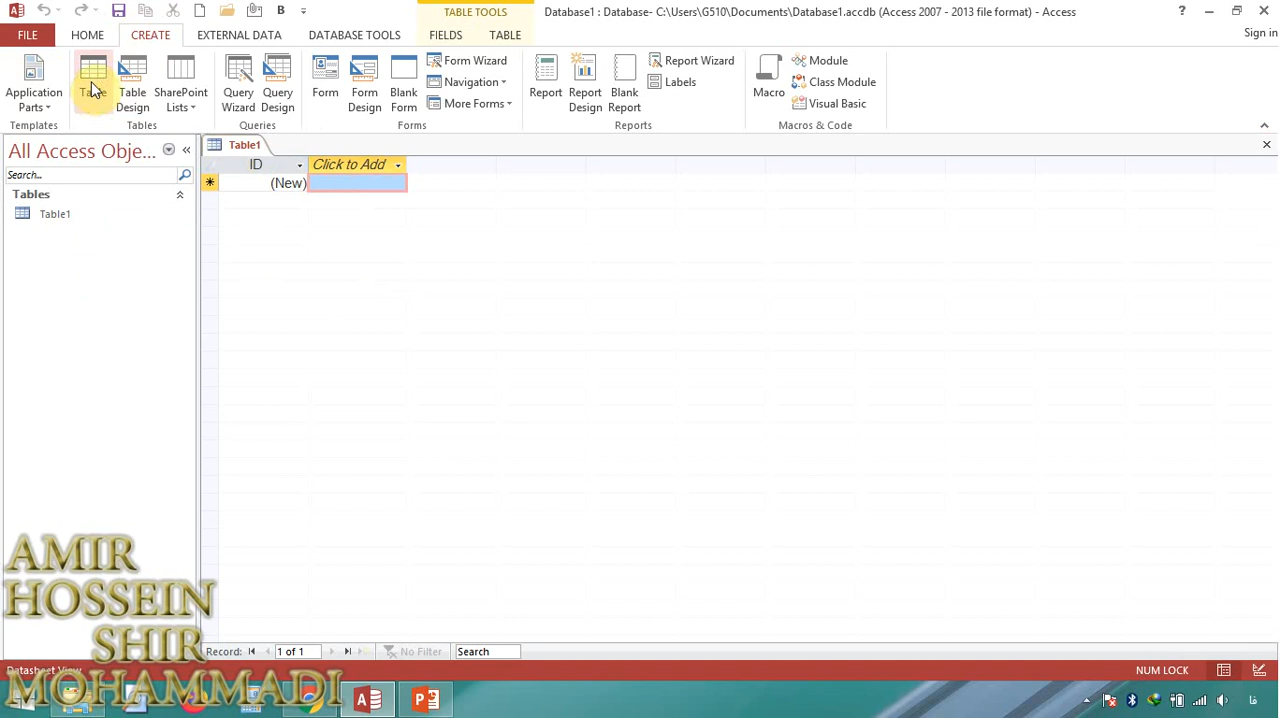 B
TABLE TOOLS
Database1 : Database- C:\Users\G510\Documents\Database1.accdb (Access 2007 - 2013 file format) - Access
?
FILE
HOME
CREATE
EXTERNAL DATA
DATABASE TOOLS
FIELDS
TABLE
Sign in
Application Parts
Table
Table Design
SharePoint Lists
Query Wizard
Query Design
Form
Form Design
Blank Form
Form Wizard
Navigation
More Forms
Report
Report Design
Blank Report
Report Wizard
Labels
Macro
Module
Class Module
Visual Basic
Templates
Tables
Queries
Forms
Reports
Macros & Code
All Access Obje...
Search...
Tables
Table1
Table1
ID
Click to Add
(New)
Record:
1 of 1
No Filter
Search
Datasheet View
NUM LOCK
AMIR
HOSSEIN
SHIR
MOHAMMADI
فا